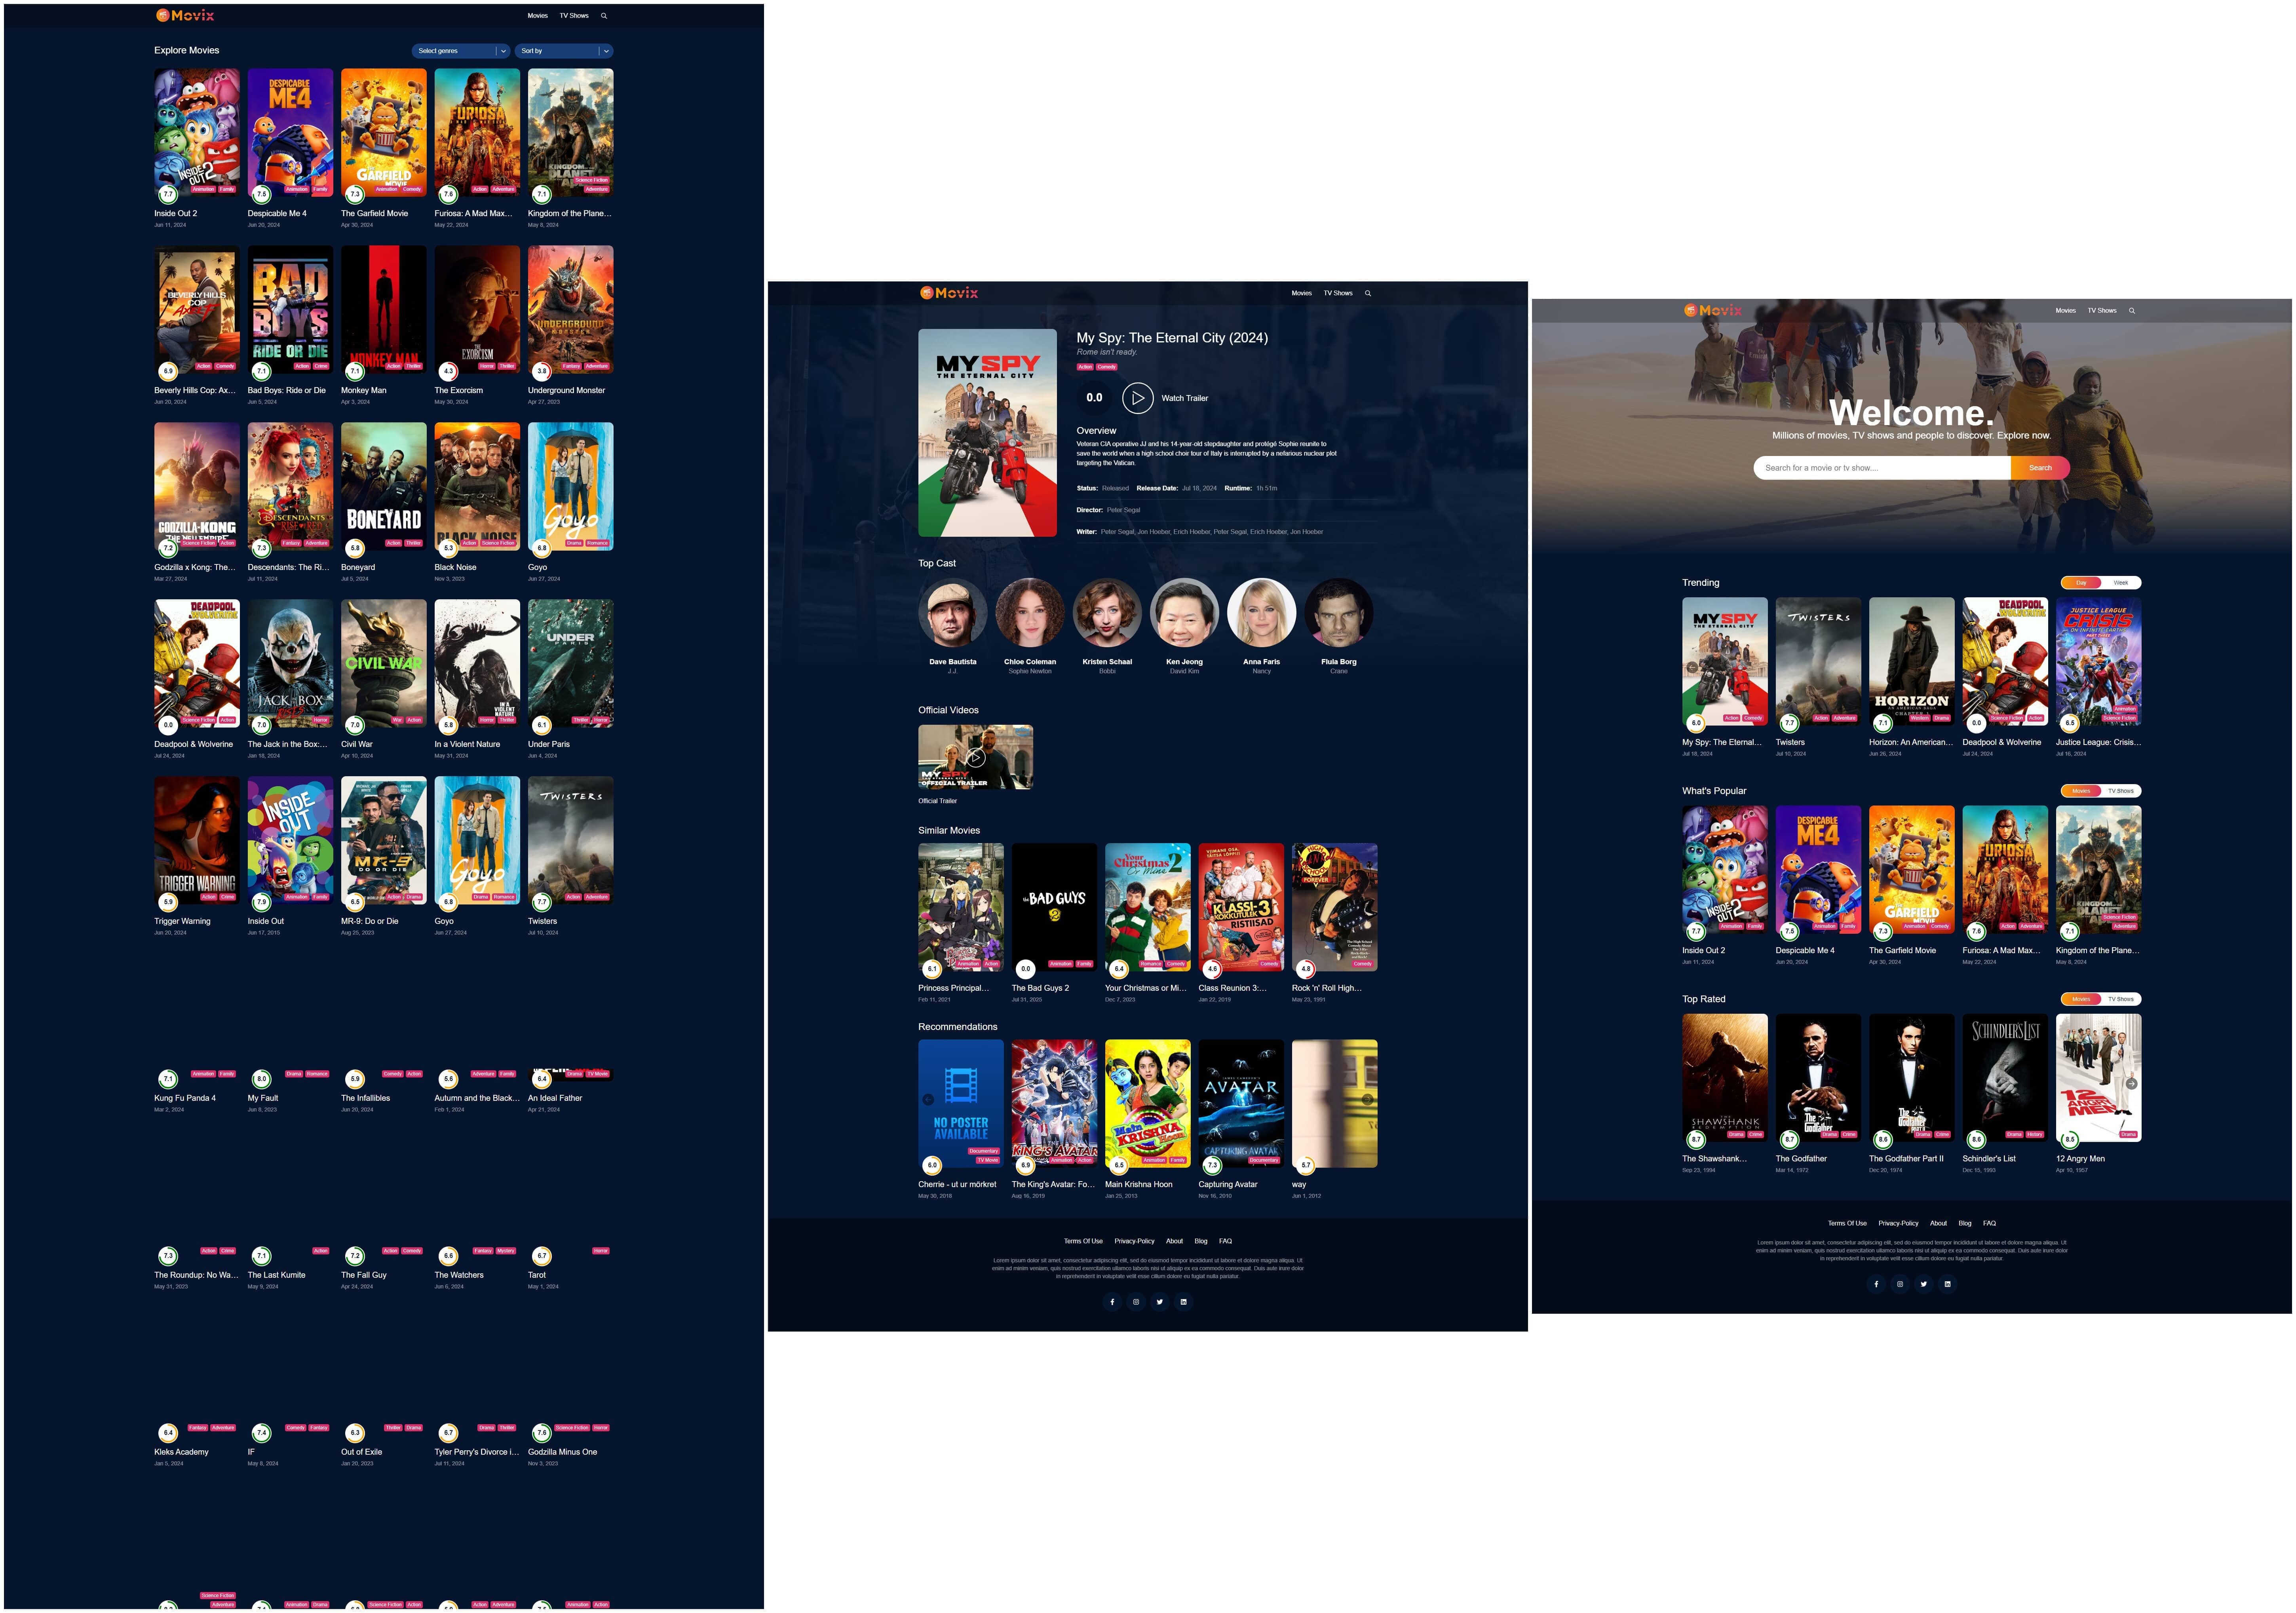 Movix
Movies TV Shows
Explore Movies
Select genres
Sort by
Inside Out 2
Jun 11, 2024
7.7 Animation Family
Despicable Me 4
Jun 20, 2024
7.5 Animation Family
The Garfield Movie
Apr 30, 2024
7.3 Animation Comedy
Furiosa: A Mad Max...
May 22, 2024
7.6 Action Adventure
Kingdom of the Plane...
May 8, 2024
7.1 Science Fiction Adventure
Beverly Hills Cop: Ax...
Jun 20, 2024
6.9 Action Comedy
Bad Boys: Ride or Die
Jun 5, 2024
7.1 Action Crime
Monkey Man
Apr 3, 2024
7.1 Action Thriller
The Exorcism
May 30, 2024
4.3 Horror Thriller
Underground Monster
Apr 27, 2023
3.8 Fantasy Adventure
Godzilla x Kong: The...
Mar 27, 2024
7.2 Science Fiction Action
Descendants: The Ri...
Jul 11, 2024
7.3 Fantasy Adventure
Boneyard
Jul 5, 2024
5.8 Action Thriller
Black Noise
Nov 3, 2023
5.3 Action Science Fiction
Goyo
Jun 27, 2024
6.8 Drama Romance
Deadpool & Wolverine
Jul 24, 2024
0.0 Science Fiction Action
The Jack in the Box:...
Jun 18, 2024
7.0 Horror
Civil War
Apr 10, 2024
7.0 War Action
In a Violent Nature
May 31, 2024
5.8 Horror Thriller
Under Paris
Jun 4, 2024
6.1 Thriller Horror
Trigger Warning
Jun 20, 2024
5.9 Action Crime
Inside Out
Jun 17, 2015
7.9 Animation Family
MR-9: Do or Die
Aug 25, 2023
6.5 Action Drama
Goyo
Jun 27, 2024
6.8 Drama Romance
Twisters
Jul 10, 2024
7.7 Action Adventure
Kung Fu Panda 4
Mar 2, 2024
7.1 Animation Family
My Fault
Jun 8, 2023
8.0 Drama Romance
The Infallibles
Jun 20, 2024
5.9 Comedy Action
Autumn and the Black...
Feb 1, 2024
5.6 Adventure Family
An Ideal Father
Apr 21, 2024
6.4 Drama TV Movie
The Roundup: No Wa...
May 31, 2023
7.3 Action Crime
The Last Kumite
May 9, 2024
7.1 Action
The Fall Guy
Apr 24, 2024
7.2 Action Comedy
The Watchers
Jun 6, 2024
6.6 Fantasy Mystery
Tarot
May 1, 2024
6.7 Horror
Kleks Academy
Jan 5, 2024
6.4 Fantasy Adventure
IF
May 8, 2024
7.4 Comedy Fantasy
Out of Exile
Jan 20, 2023
6.3 Thriller Drama
Tyler Perry's Divorce i...
Jul 11, 2024
6.7 Drama Thriller
Godzilla Minus One
Nov 3, 2023
7.6 Science Fiction Horror
Science Fiction Adventure
Animation Drama
Science Fiction Action
Action Adventure
Animation Action
Movix
Movies TV Shows
MY SPY
THE ETERNAL CITY
My Spy: The Eternal City (2024)
Rome isn't ready.
Action Comedy
0.0
Watch Trailer
Overview
Veteran CIA operative JJ and his 14-year-old stepdaughter and protégé Sophie reunite to
save the world when a high school choir tour of Italy is interrupted by a nefarious nuclear plot
targeting the Vatican.
Status: Released Release Date: Jul 18, 2024 Runtime: 1h 51m
Director: Peter Segal
Writer: Peter Segal, Jon Hoeber, Erich Hoeber, Peter Segal, Erich Hoeber, Jon Hoeber
Top Cast
Dave Bautista
J.J.
Chloe Coleman
Sophie Newton
Kristen Schaal
Bobbi
Ken Jeong
David Kim
Anna Faris
Nancy
Flula Borg
Crane
Official Videos
MY SPY
OFFICIAL TRAILER
Official Trailer
Similar Movies
Princess Principal...
Feb 11, 2021
6.1 Animation Action
The Bad Guys 2
Jul 31, 2025
0.0 Animation Family
Your Christmas or Mi...
Dec 7, 2023
6.4 Romance Comedy
Class Reunion 3:...
Jan 22, 2019
4.6 Comedy
Rock 'n' Roll High...
May 23, 1991
4.8 Comedy
Recommendations
NO POSTER
AVAILABLE
Cherrie - ut ur mörkret
May 30, 2018
6.0 Documentary TV Movie
The King's Avatar: Fo...
Aug 16, 2019
6.9 Animation Action
Main Krishna Hoon
Jan 25, 2013
6.5 Animation Family
Capturing Avatar
Nov 16, 2010
7.3 Documentary
way
Jun 1, 2012
5.7
Terms Of Use Privacy-Policy About Blog FAQ
Lorem ipsum dolor sit amet, consectetur adipiscing elit, sed do eiusmod tempor incididunt ut labore et dolore magna aliqua. Ut
enim ad minim veniam, quis nostrud exercitation ullamco laboris nisi ut aliquip ex ea commodo consequat. Duis aute irure dolor
in reprehenderit in voluptate velit esse cillum dolore eu fugiat nulla pariatur.
Movix
Movies TV Shows
Welcome.
Millions of movies, TV shows and people to discover. Explore now.
Search for a movie or tv show....
Search
Trending
Day Week
My Spy: The Eternal...
Jul 18, 2024
6.0 Action Comedy
Twisters
Jul 10, 2024
7.7 Action Adventure
Horizon: An American...
Jun 26, 2024
7.1 Western Drama
Deadpool & Wolverine
Jul 24, 2024
0.0 Science Fiction Action
Justice League: Crisis...
Jul 16, 2024
6.5 Animation Science Fiction
What's Popular
Movies TV Shows
Inside Out 2
Jun 11, 2024
7.7 Animation Family
Despicable Me 4
Jun 20, 2024
7.5 Animation Family
The Garfield Movie
Apr 30, 2024
7.3 Animation Comedy
Furiosa: A Mad Max...
May 22, 2024
7.6 Action Adventure
Kingdom of the Plane...
May 8, 2024
7.1 Science Fiction Adventure
Top Rated
Movies TV Shows
The Shawshank...
Sep 23, 1994
8.7 Drama Crime
The Godfather
Mar 14, 1972
8.7 Drama Crime
The Godfather Part II
Dec 20, 1974
8.6 Drama Crime
Schindler's List
Dec 15, 1993
8.6 Drama History
12 Angry Men
Apr 10, 1957
8.5 Drama
Terms Of Use Privacy-Policy About Blog FAQ
Lorem ipsum dolor sit amet, consectetur adipiscing elit, sed do eiusmod tempor incididunt ut labore et dolore magna aliqua. Ut
enim ad minim veniam, quis nostrud exercitation ullamco laboris nisi ut aliquip ex ea commodo consequat. Duis aute irure dolor
in reprehenderit in voluptate velit esse cillum dolore eu fugiat nulla pariatur.